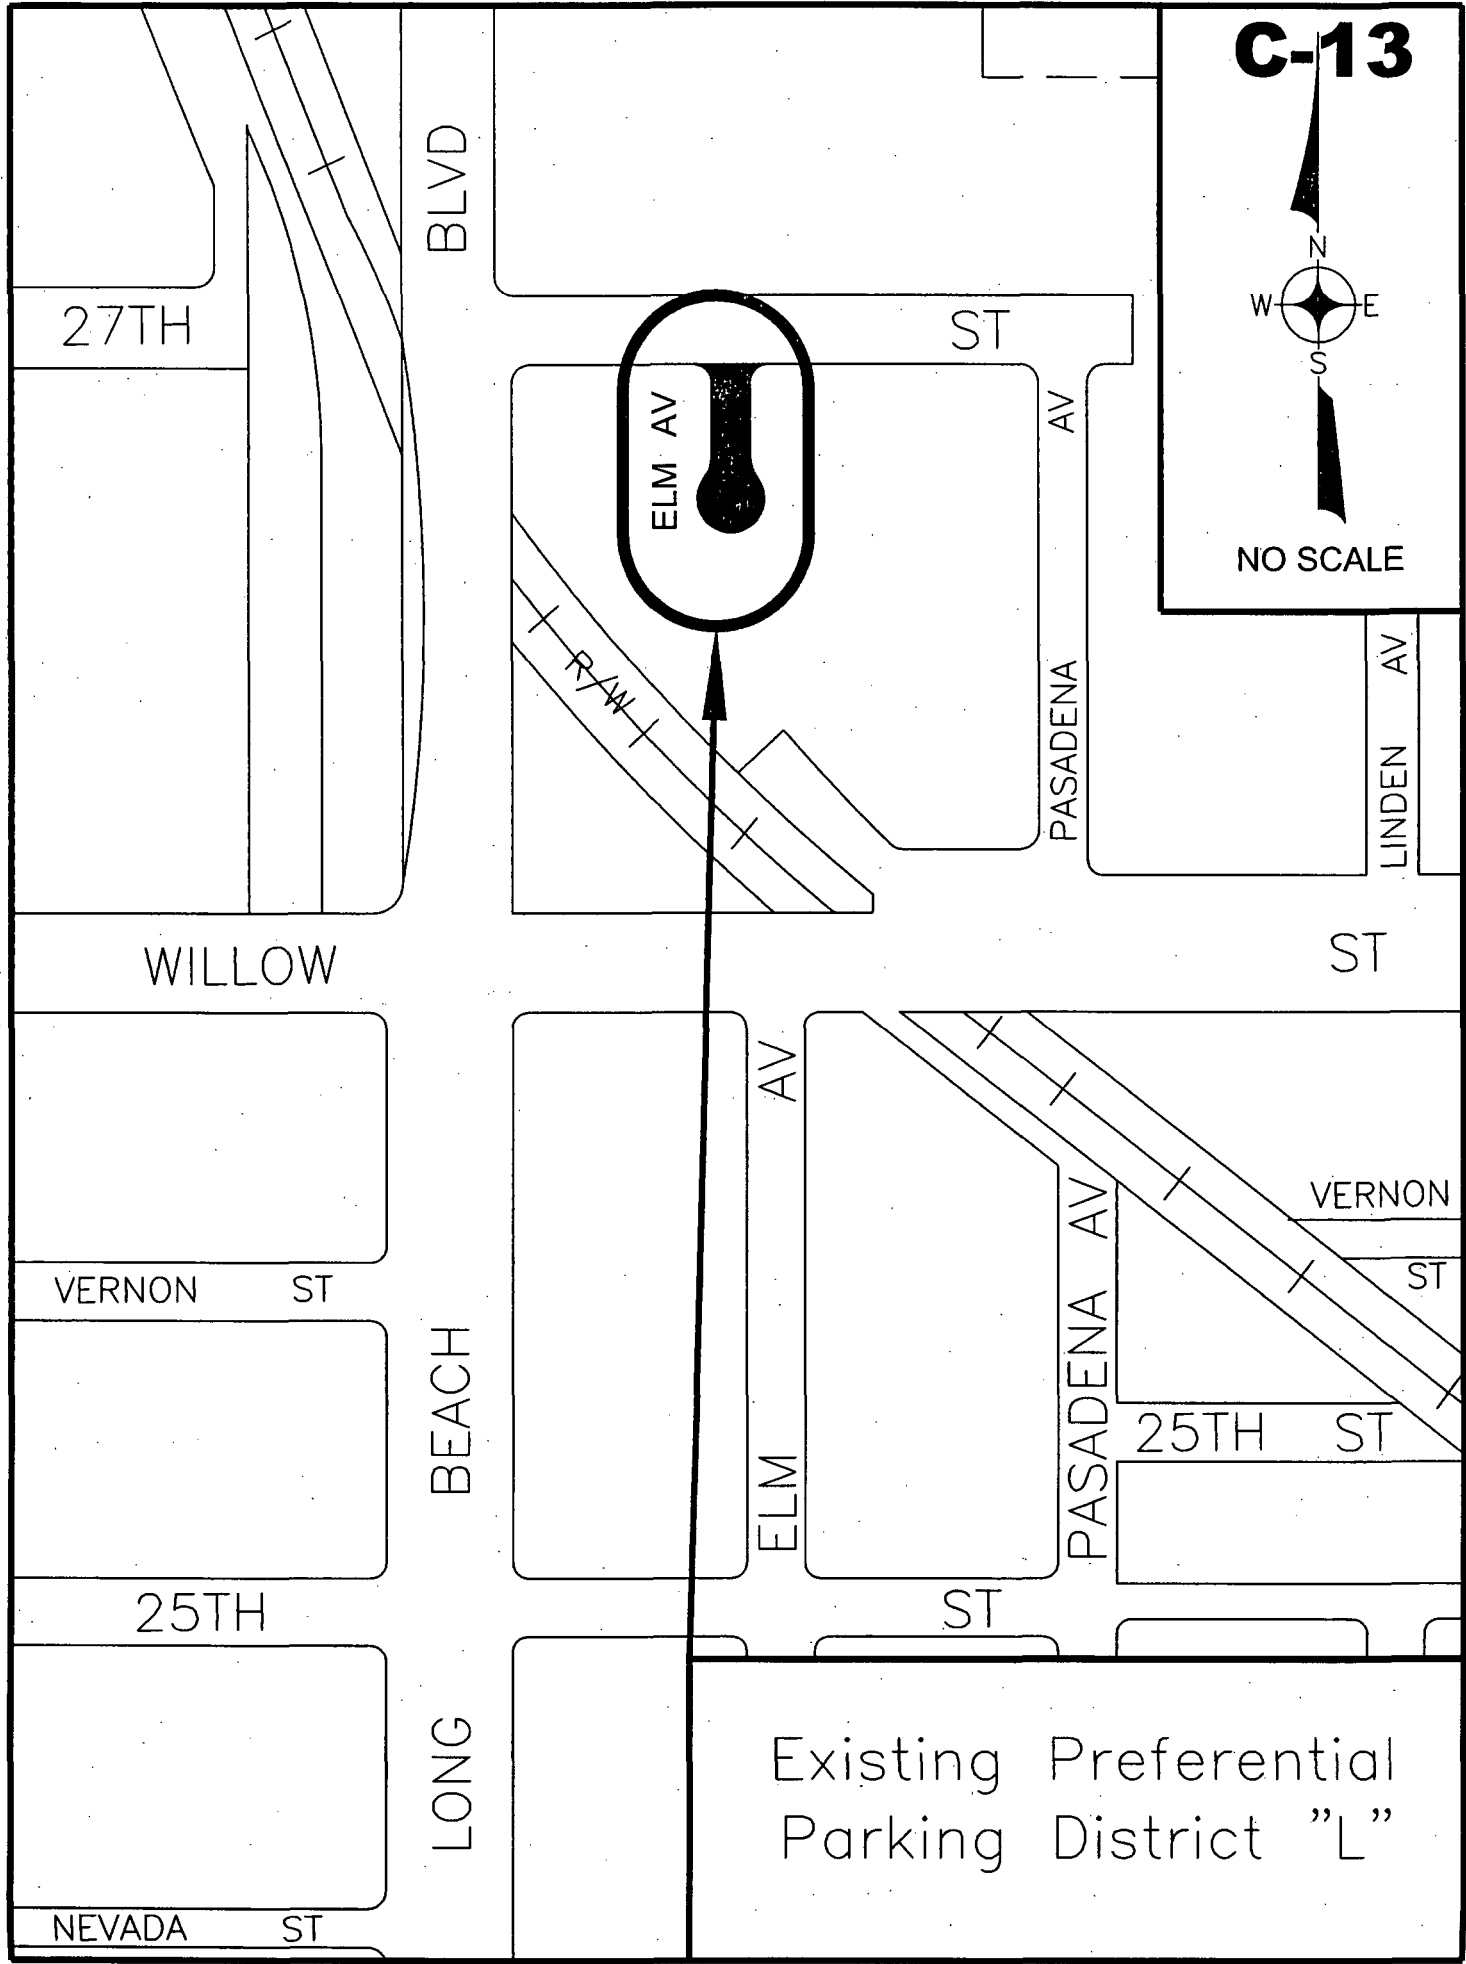 C-13
N
W E
S
NO SCALE
BLVD
27TH
ST
ELM AV
AV
PASADENA
LINDEN AV
R/W
WILLOW
ST
AV
VERNON
ST
VERNON ST
BEACH
ELM
PASADENA AV
25TH ST
25TH
ST
LONG
NEVADA ST
Existing Preferential
Parking District "L"